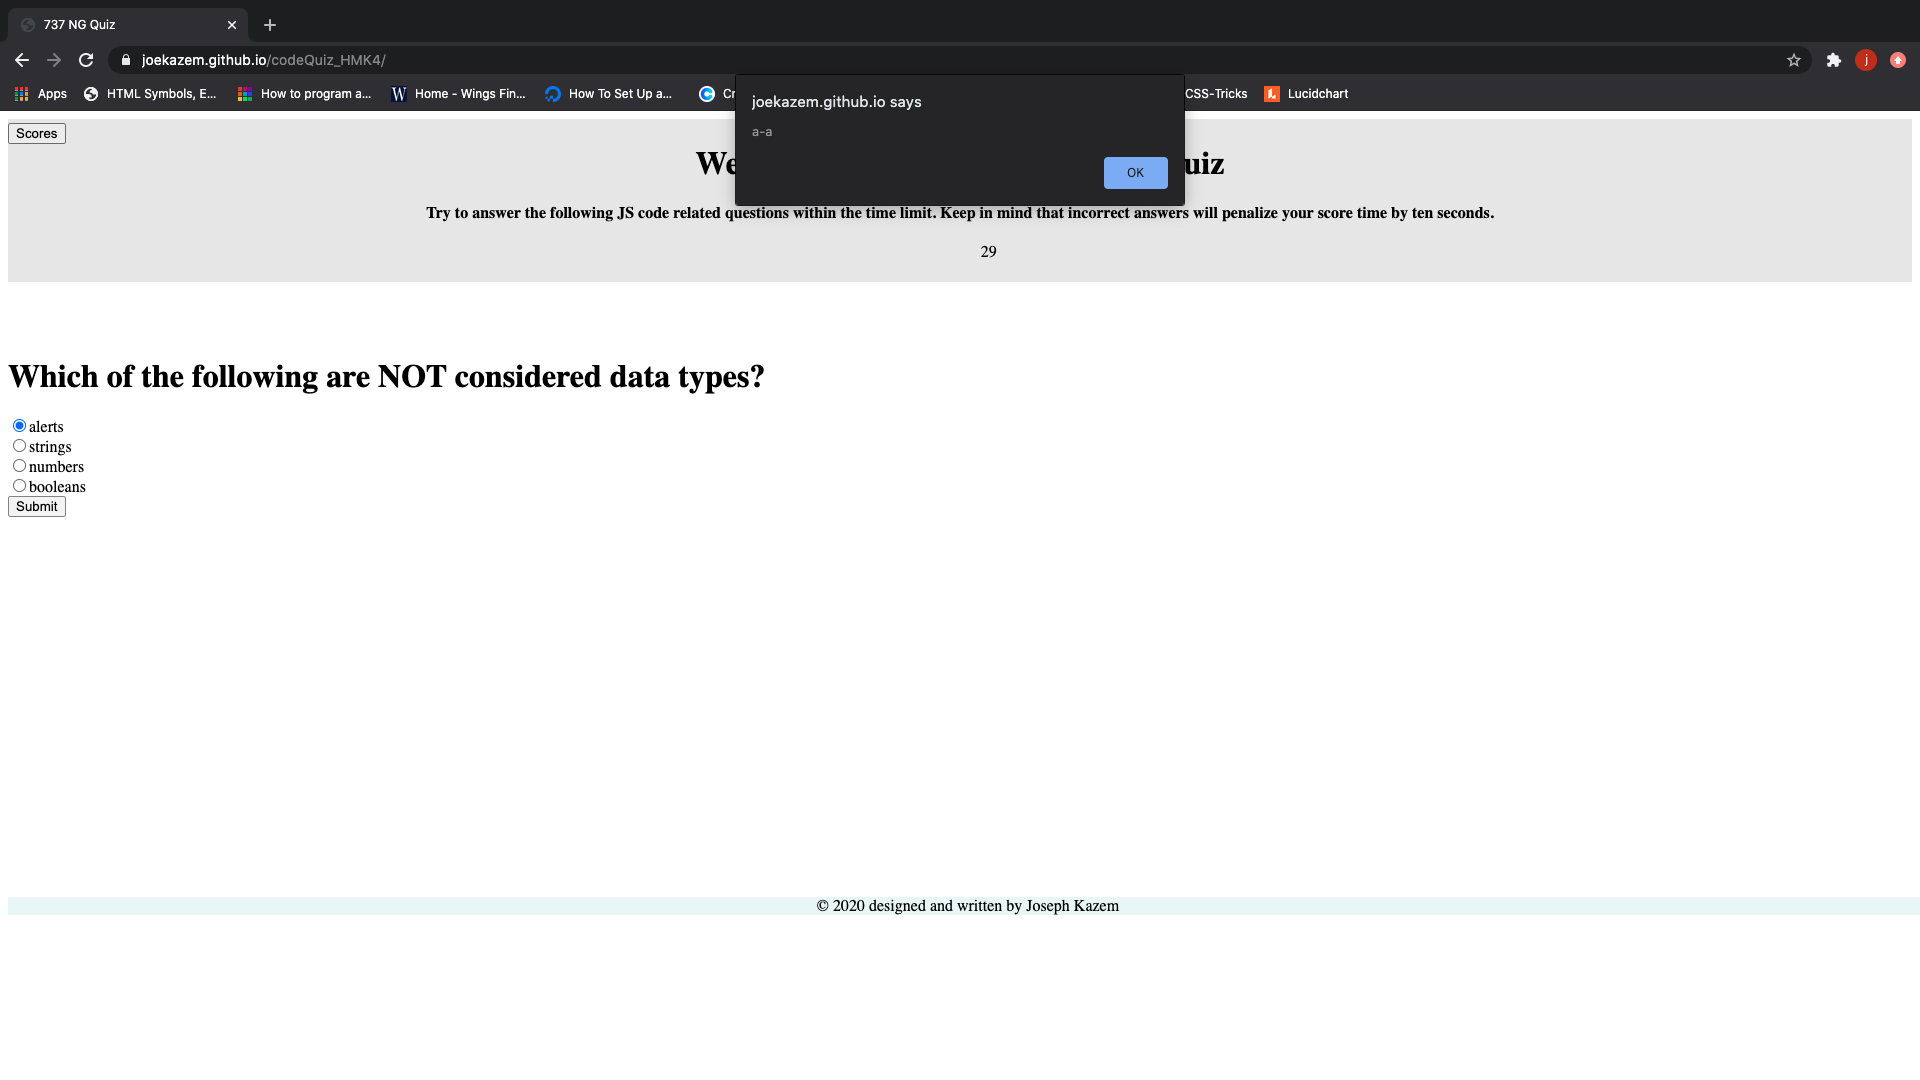 737 NG Quiz
joekazem.github.io/codeQuiz_HMK4/
j
Apps
HTML Symbols, E...
How to program a...
W Home - Wings Fin...
How To Set Up a...
CSS-Tricks
Lucidchart
joekazem.github.io says
a-a
OK
Scores
Try to answer the following JS code related questions within the time limit. Keep in mind that incorrect answers will penalize your score time by ten seconds.
29
Which of the following are NOT considered data types?
alerts
strings
numbers
booleans
Submit
© 2020 designed and written by Joseph Kazem